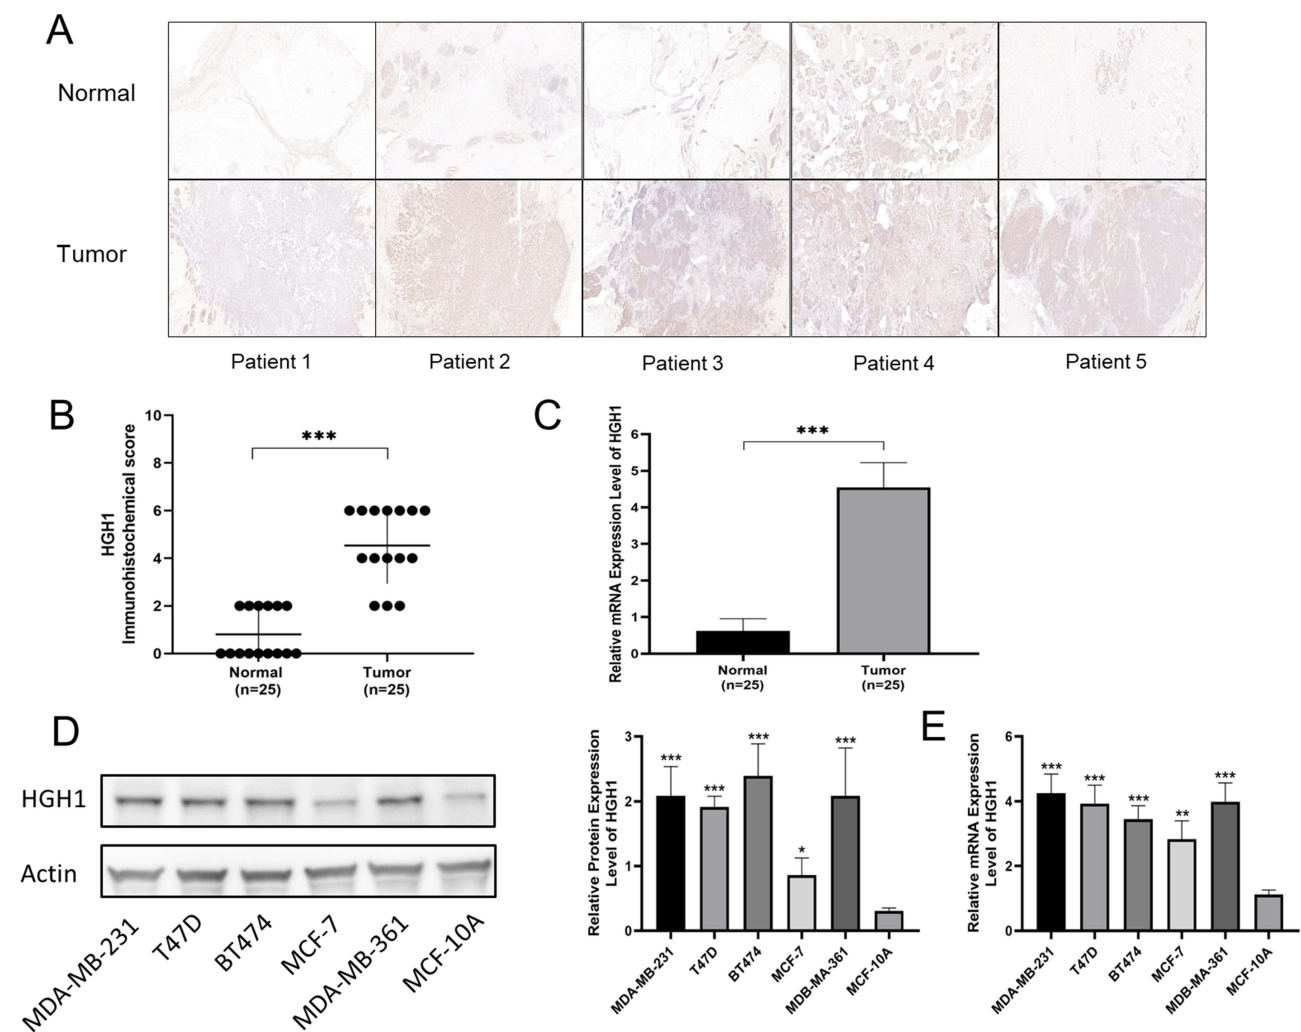 A
Normal
Tumor
Patient 1
Patient 2
Patient 3
Patient 4
Patient 5
B
HGH1
Immunohistochemical score
10
8
6
4
2
0
***
Normal
(n=25)
Tumor
(n=25)
C
Relative mRNA Expression Level of HGH1
6
5
4
3
2
1
0
***
Normal
(n=25)
Tumor
(n=25)
D
HGH1
Actin
MDA-MB-231
T47D
BT474
MCF-7
MDA-MB-361
MCF-10A
Relative Protein Expression
Level of HGH1
3
2
1
0
***
***
***
*
***
MDA-MB-231
T47D
BT474
MCF-7
MDB-MA-361
MCF-10A
E
Relative mRNA Expression
Level of HGH1
6
4
2
0
***
***
***
**
***
MDA-MB-231
T47D
BT474
MCF-7
MDB-MA-361
MCF-10A